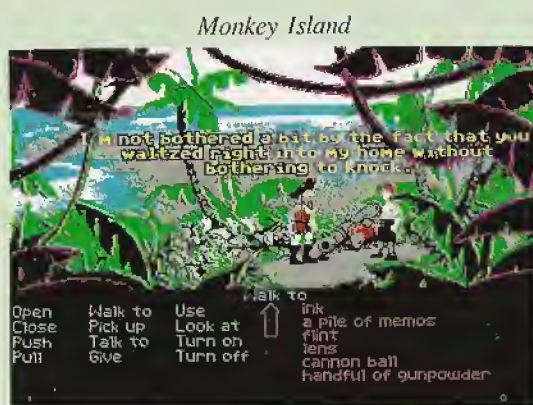 Monkey Island
I'm not bothered a bit by the fact that you
waltzed right into my home without
bothering to knock.
Walk to
Open Walk to Use
Close Pick up Look at
Push Talk to Turn on
Pull Give Turn off
ink
a pile of memos
flint
lens
cannon ball
handful of gunpowder